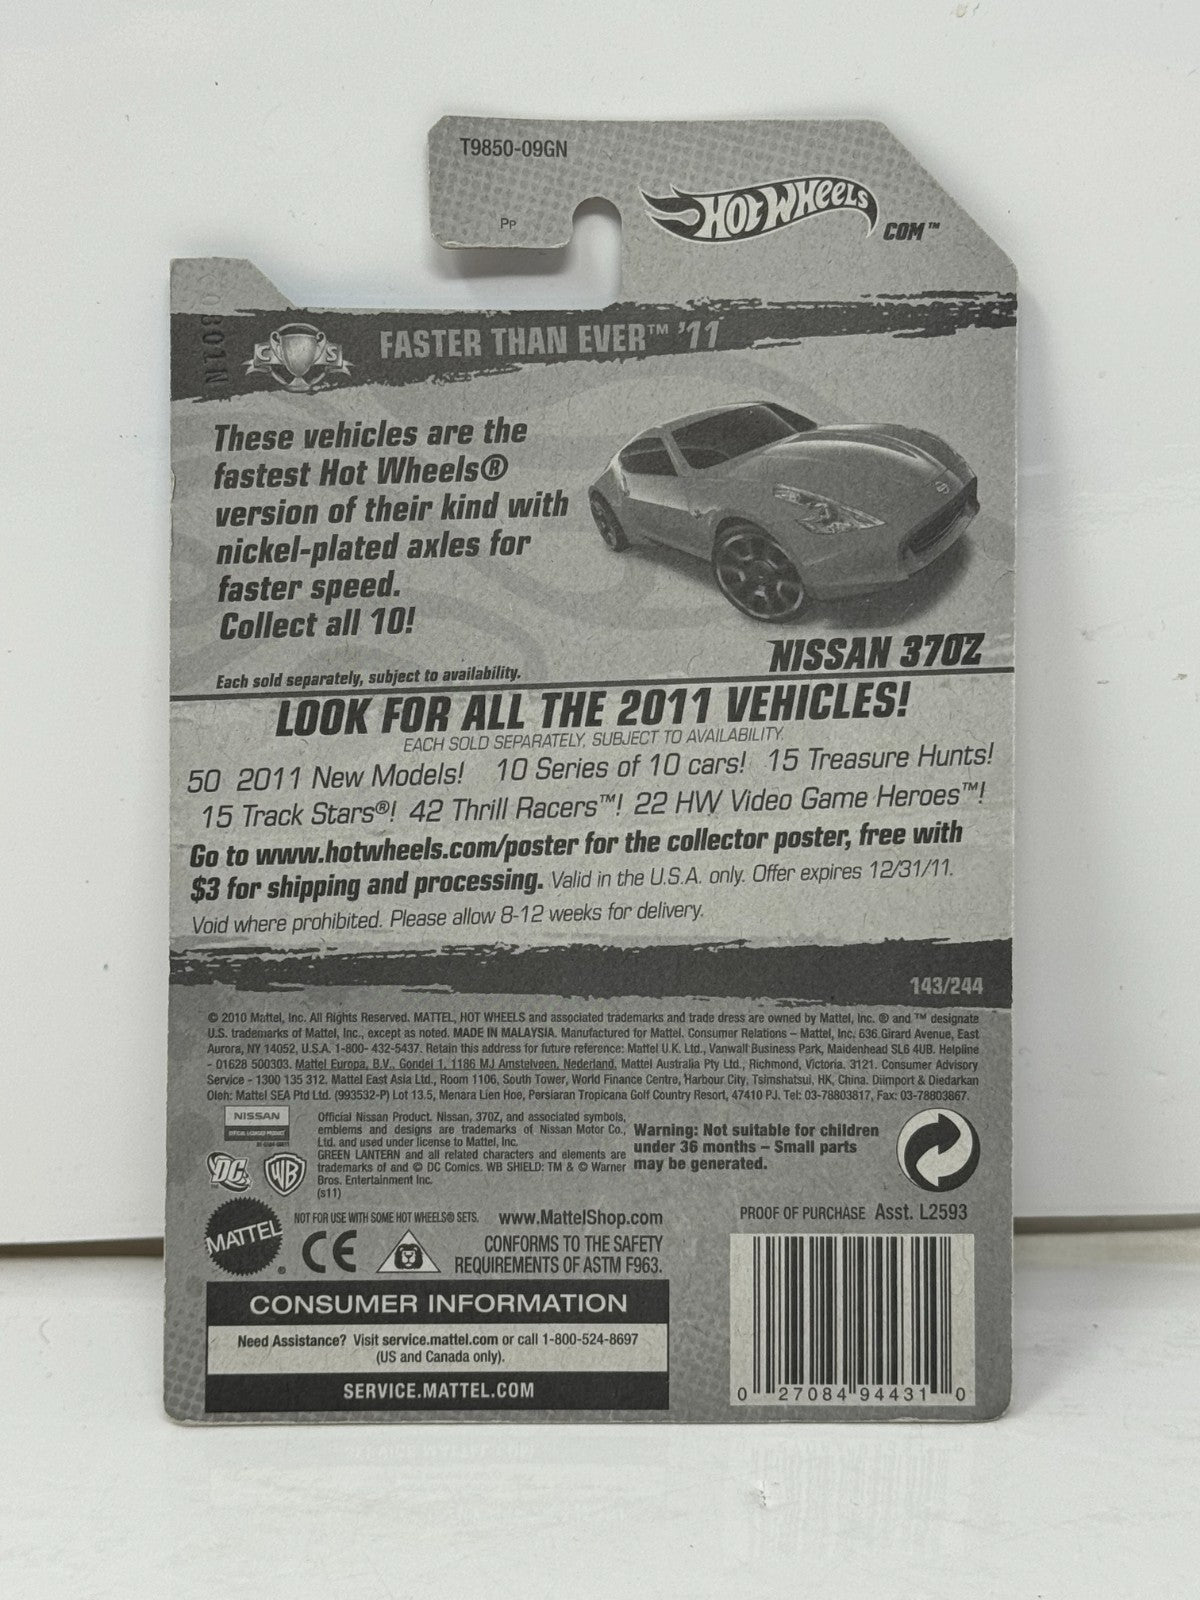 T9850-09GN
Pp
HOT WHEELS
COM™
FASTER THAN EVER™ '11
C S
These vehicles are the
fastest Hot Wheels®
version of their kind with
nickel-plated axles for
faster speed.
Collect all 10!
Each sold separately, subject to availability.
NISSAN 370Z
LOOK FOR ALL THE 2011 VEHICLES!
EACH SOLD SEPARATELY, SUBJECT TO AVAILABILITY.
50 2011 New Models! 10 Series of 10 cars! 15 Treasure Hunts!
15 Track Stars®! 42 Thrill Racers™! 22 HW Video Game Heroes™!
Go to www.hotwheels.com/poster for the collector poster, free with
$3 for shipping and processing. Valid in the U.S.A. only. Offer expires 12/31/11.
Void where prohibited. Please allow 8-12 weeks for delivery.
143/244
© 2010 Mattel, Inc. All Rights Reserved. MATTEL, HOT WHEELS and associated trademarks and trade dress are owned by Mattel, Inc. ® and ™ designate
U.S. trademarks of Mattel, Inc., except as noted. MADE IN MALAYSIA. Manufactured for Mattel. Consumer Relations – Mattel, Inc, 636 Girard Avenue, East
Aurora, NY 14052, U.S.A. 1-800- 432-5437. Retain this address for future reference: Mattel U.K. Ltd., Vanwall Business Park, Maidenhead SL6 4UB. Helpline
- 01628 500303. Mattel Europa, B.V., Gondel 1, 1186 MJ Amstelveen, Nederland. Mattel Australia Pty Ltd., Richmond, Victoria. 3121. Consumer Advisory
Service - 1300 135 312. Mattel East Asia Ltd., Room 1106, South Tower, World Finance Centre, Harbour City, Tsimshatsui, HK, China. Diimport & Diedarkan
Oleh: Mattel SEA Ptd Ltd. (993532-P) Lot 13.5, Menara Lien Hoe, Persiaran Tropicana Golf Country Resort, 47410 PJ. Tel: 03-78803817, Fax: 03-78803867.
NISSAN
OFFICIAL LICENSED PRODUCT
Official Nissan Product. Nissan, 370Z, and associated symbols,
emblems and designs are trademarks of Nissan Motor Co.,
Ltd. and used under license to Mattel, Inc.
GREEN LANTERN and all related characters and elements are
trademarks of and © DC Comics. WB SHIELD: TM & © Warner
Bros. Entertainment Inc.
(s11)
Warning: Not suitable for children
under 36 months – Small parts
may be generated.
DC
WB
MATTEL®
NOT FOR USE WITH SOME HOT WHEELS® SETS.
www.MattelShop.com
CE
CONFORMS TO THE SAFETY
REQUIREMENTS OF ASTM F963.
PROOF OF PURCHASE Asst. L2593
CONSUMER INFORMATION
Need Assistance? Visit service.mattel.com or call 1-800-524-8697
(US and Canada only).
SERVICE.MATTEL.COM
0 27084 94431 0